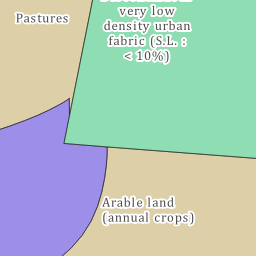 Pastures
very low
density urban
fabric (S.L. :
< 10%)
Arable land
(annual crops)